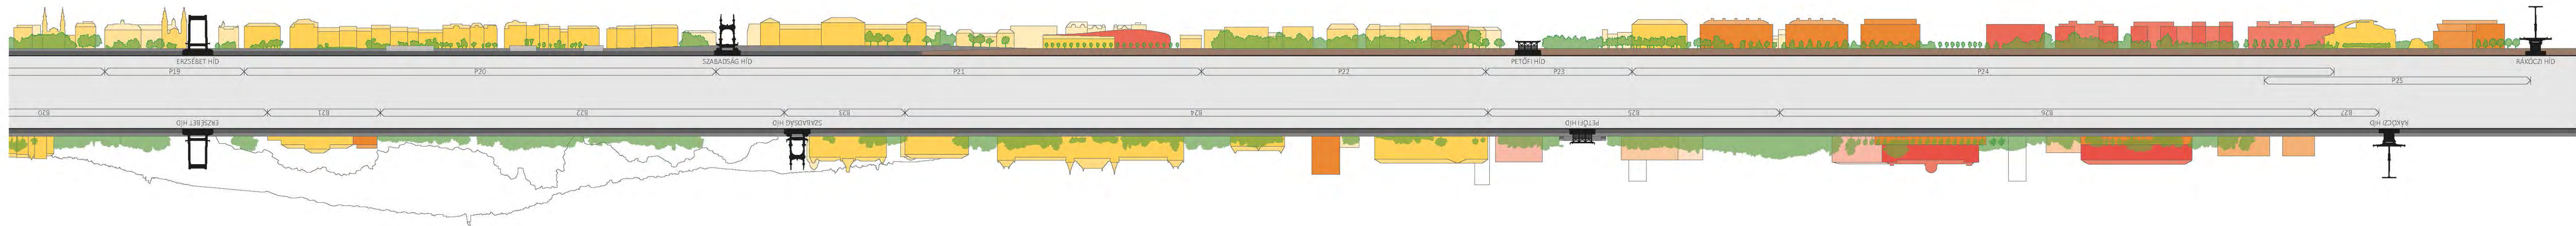 ERZSÉBET HÍD
SZABADSÁG HÍD
PETŐFI HÍD
RÁKÓCZI HÍD
P19
P20
P21
P22
P23
P24
P25
B20
B21
B22
B23
B24
B25
B26
B27
ERZSÉBET HÍD
SZABADSÁG HÍD
PETŐFI HÍD
RÁKÓCZI HÍD